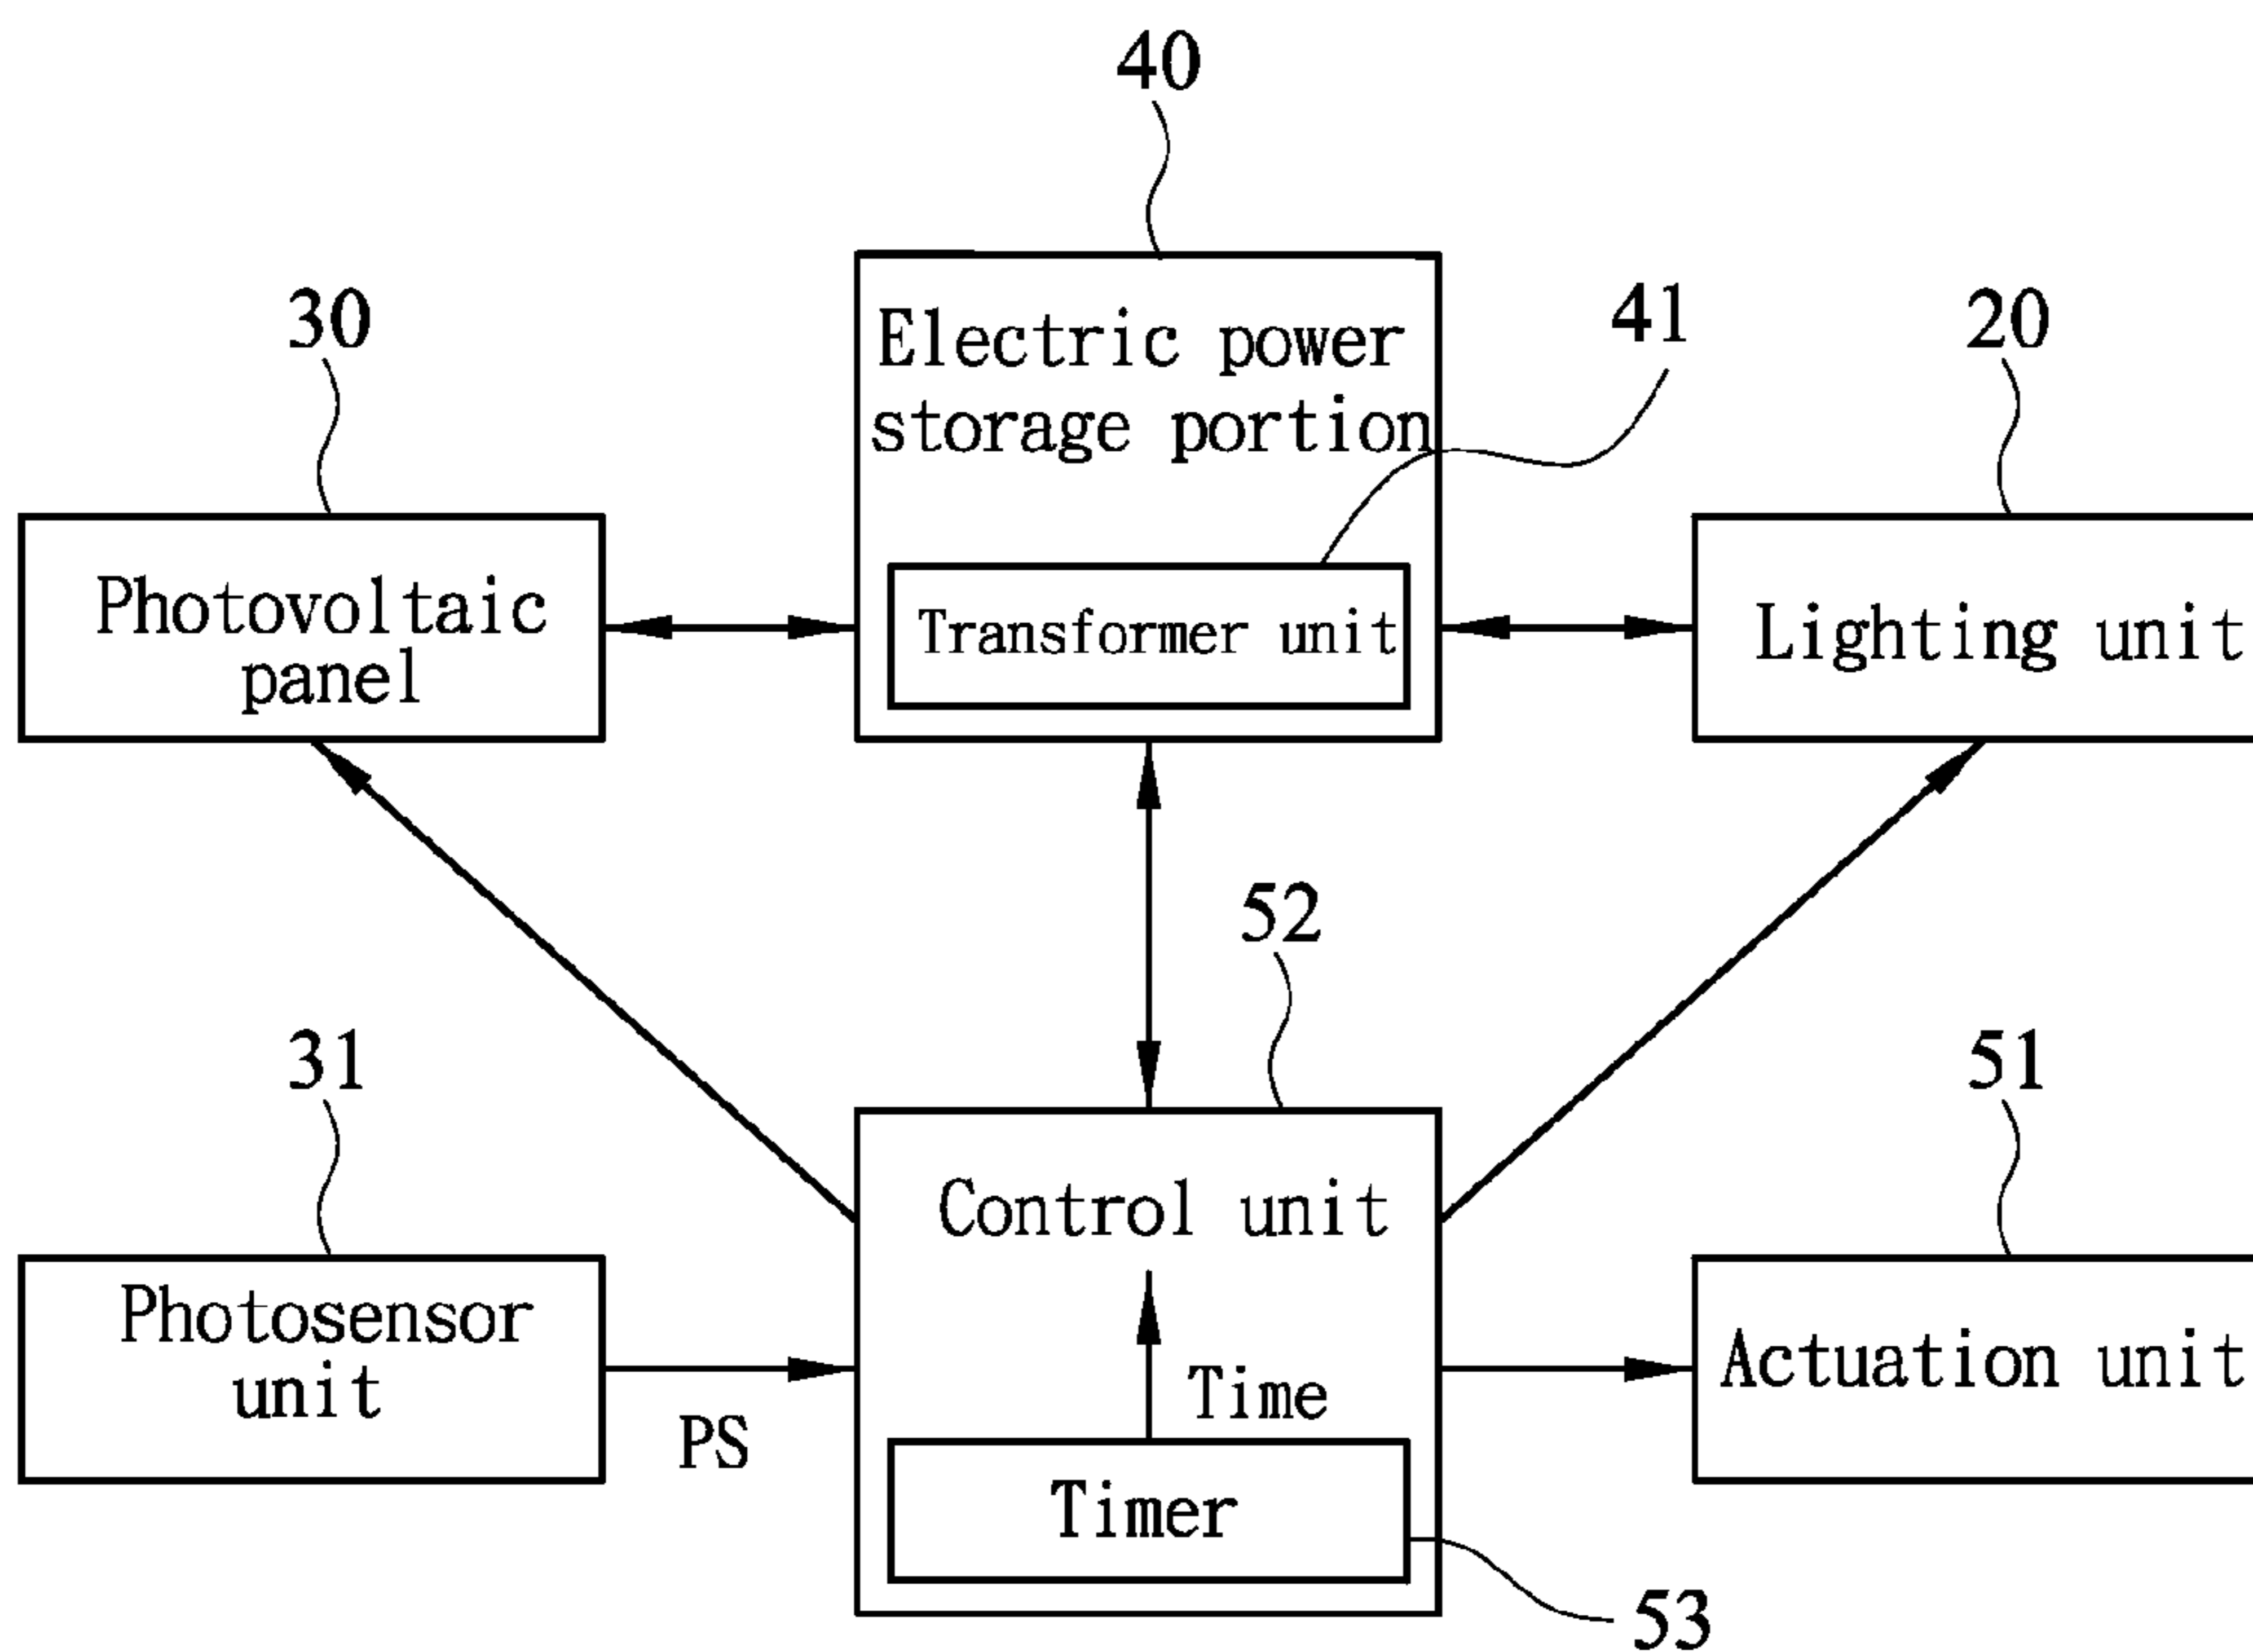 40
30
Electric power
storage portion
41
20
Photovoltaic
panel
Transformer unit
Lighting unit
52
31
51
Control unit
Photosensor
unit
PS
Time
Actuation unit
Timer
53